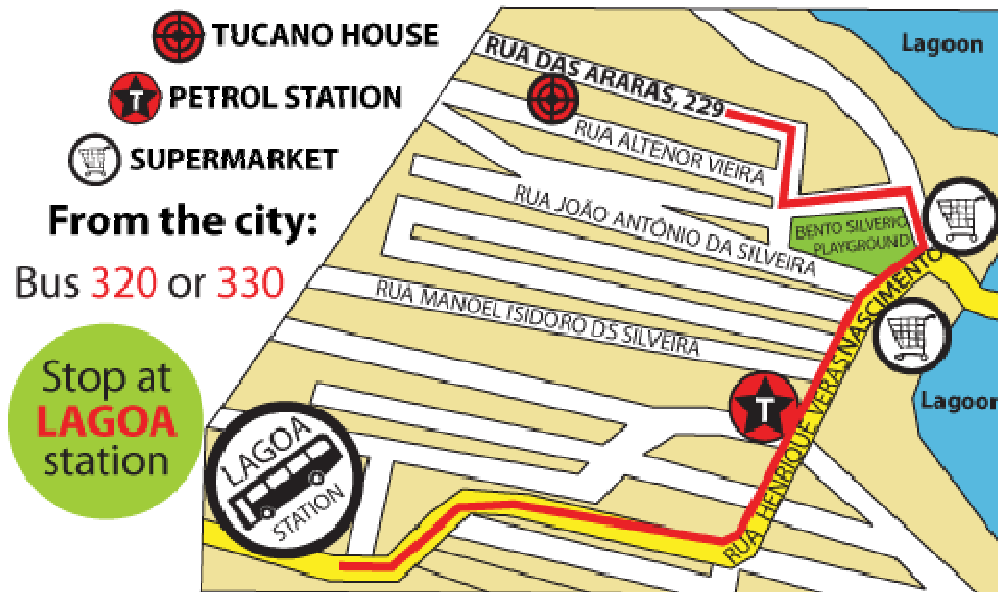 TUCANO HOUSE
PETROL STATION
SUPERMARKET
From the city:
Bus 320 or 330
Stop at
LAGOA
station
LAGOA
STATION
RUA DAS ARARAS, 229
RUA ALTENOR VIEIRA
RUA JOÃO ANTÔNIO DA SILVEIRA
RUA MANOEL ISIDORO DS SILVEIRA
BENTO SILVERIO
PLAYGROUND
RUA HENRIQUE VERAS NASCIMENTO
Lagoon
Lagoon
T
T